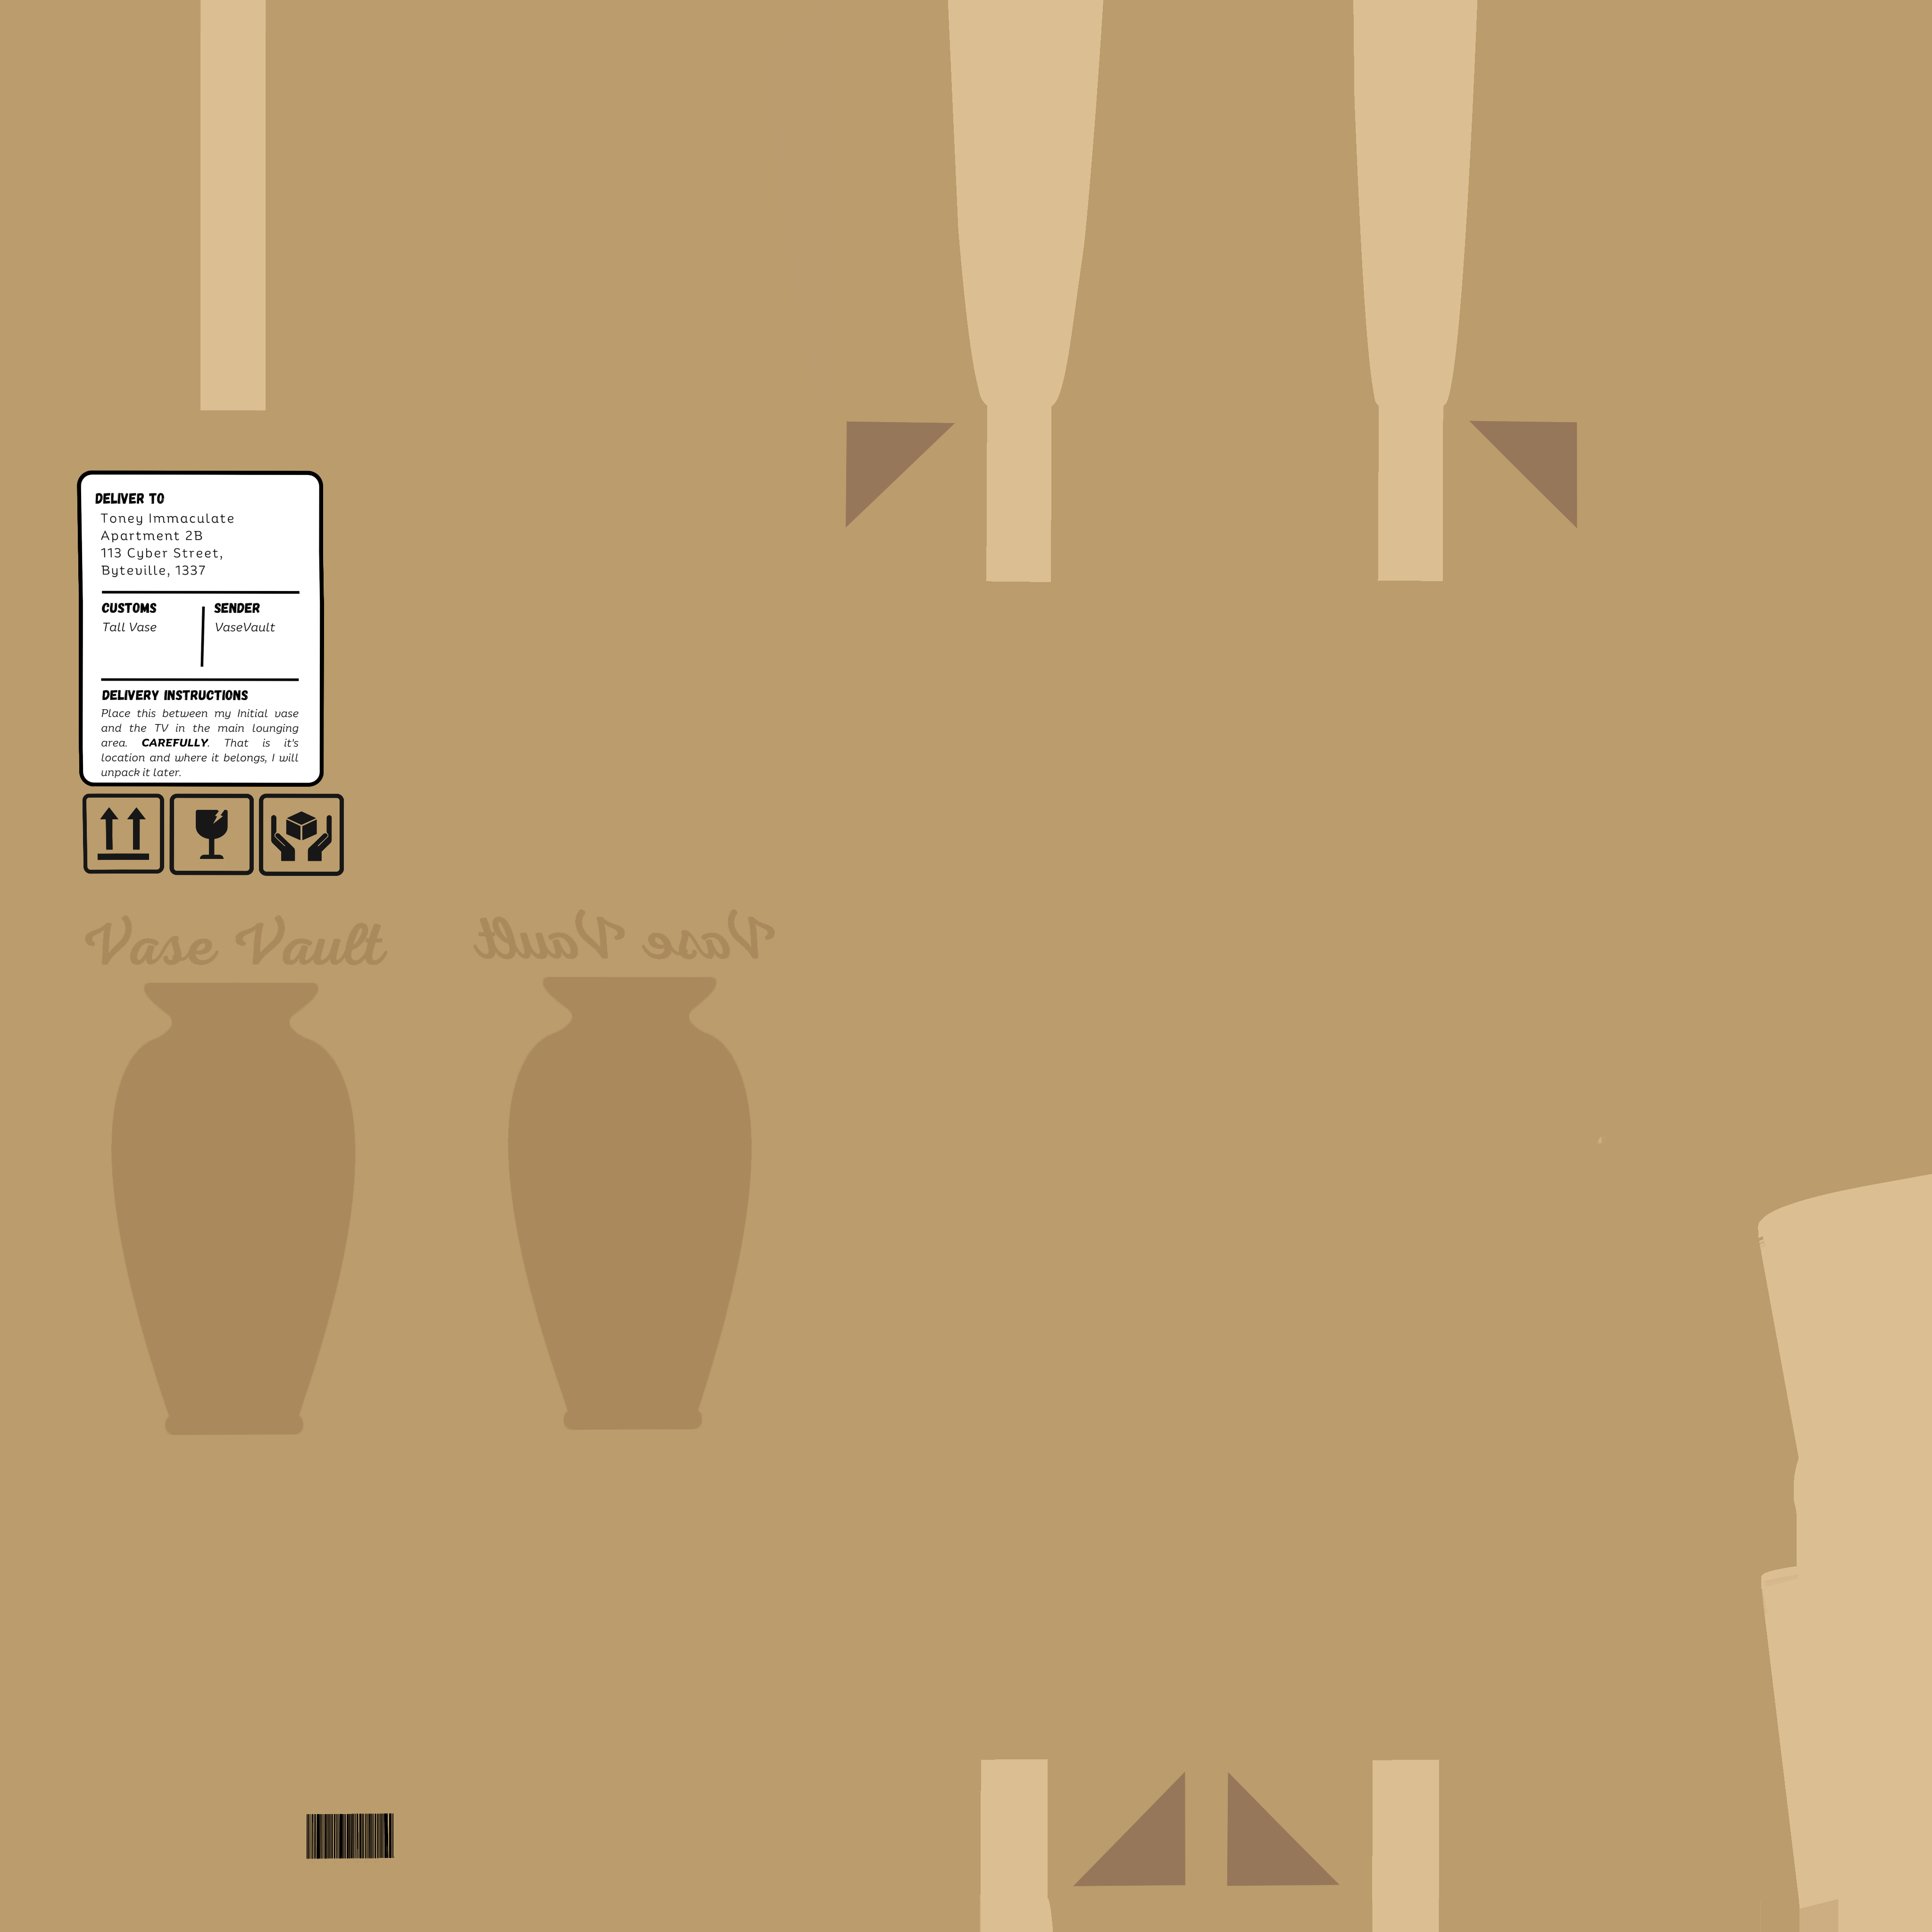 DELIVER TO
Toney Immaculate
Apartment 2B
113 Cyber Street,
Byteville, 1337
CUSTOMS
Tall Vase
SENDER
VaseVault
DELIVERY INSTRUCTIONS
Place this between my Initial vase
and the TV in the main lounging
area. CAREFULLY. That is it's
location and where it belongs, I will
unpack it later.
Vase Vault
Vase Vault